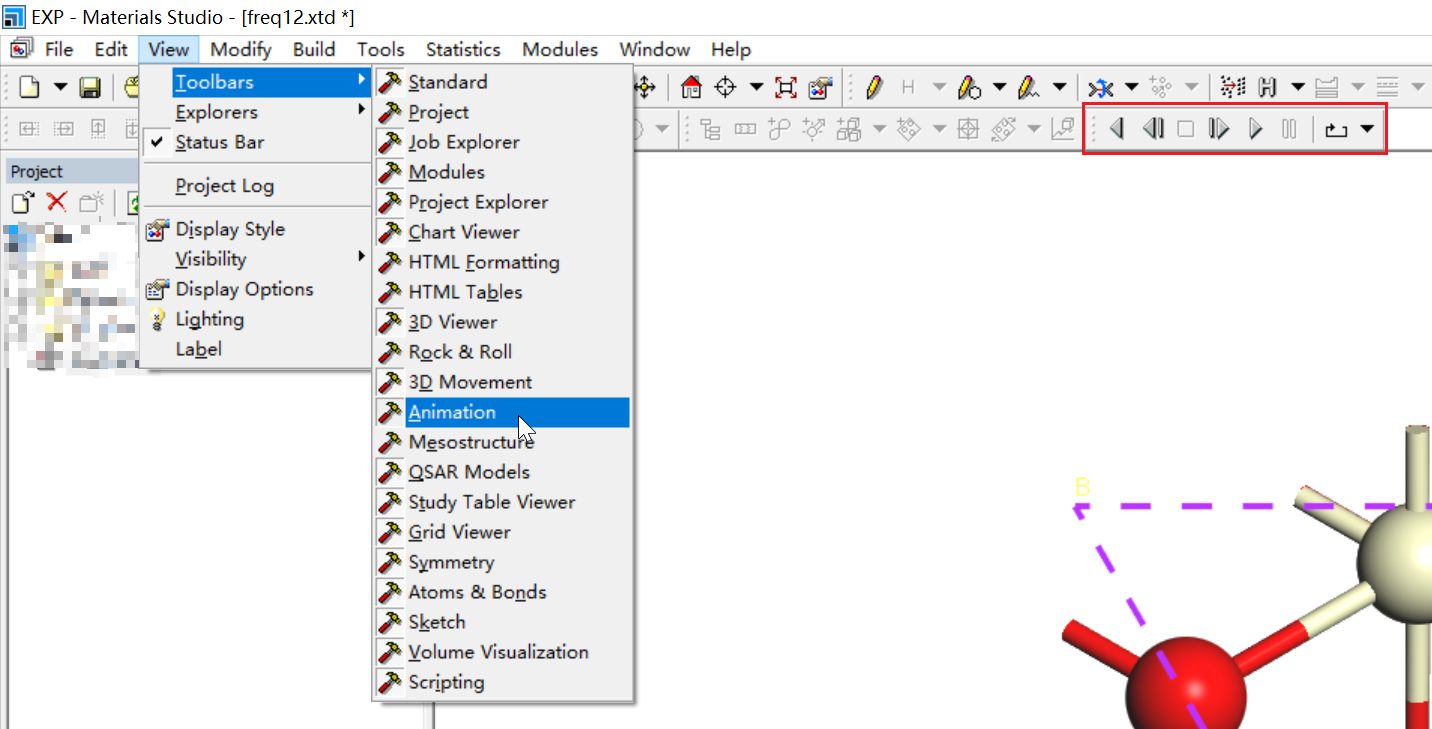 EXP - Materials Studio - [freq12.xtd *]
File Edit View Modify Build Tools Statistics Modules Window Help
Project
Toolbars
Explorers
Status Bar
Project Log
Display Style
Visibility
Display Options
Lighting
Label
Standard
Project
Job Explorer
Modules
Project Explorer
Chart Viewer
HTML Formatting
HTML Tables
3D Viewer
Rock & Roll
3D Movement
Animation
Mesostructure
QSAR Models
Study Table Viewer
Grid Viewer
Symmetry
Atoms & Bonds
Sketch
Volume Visualization
Scripting
H
B